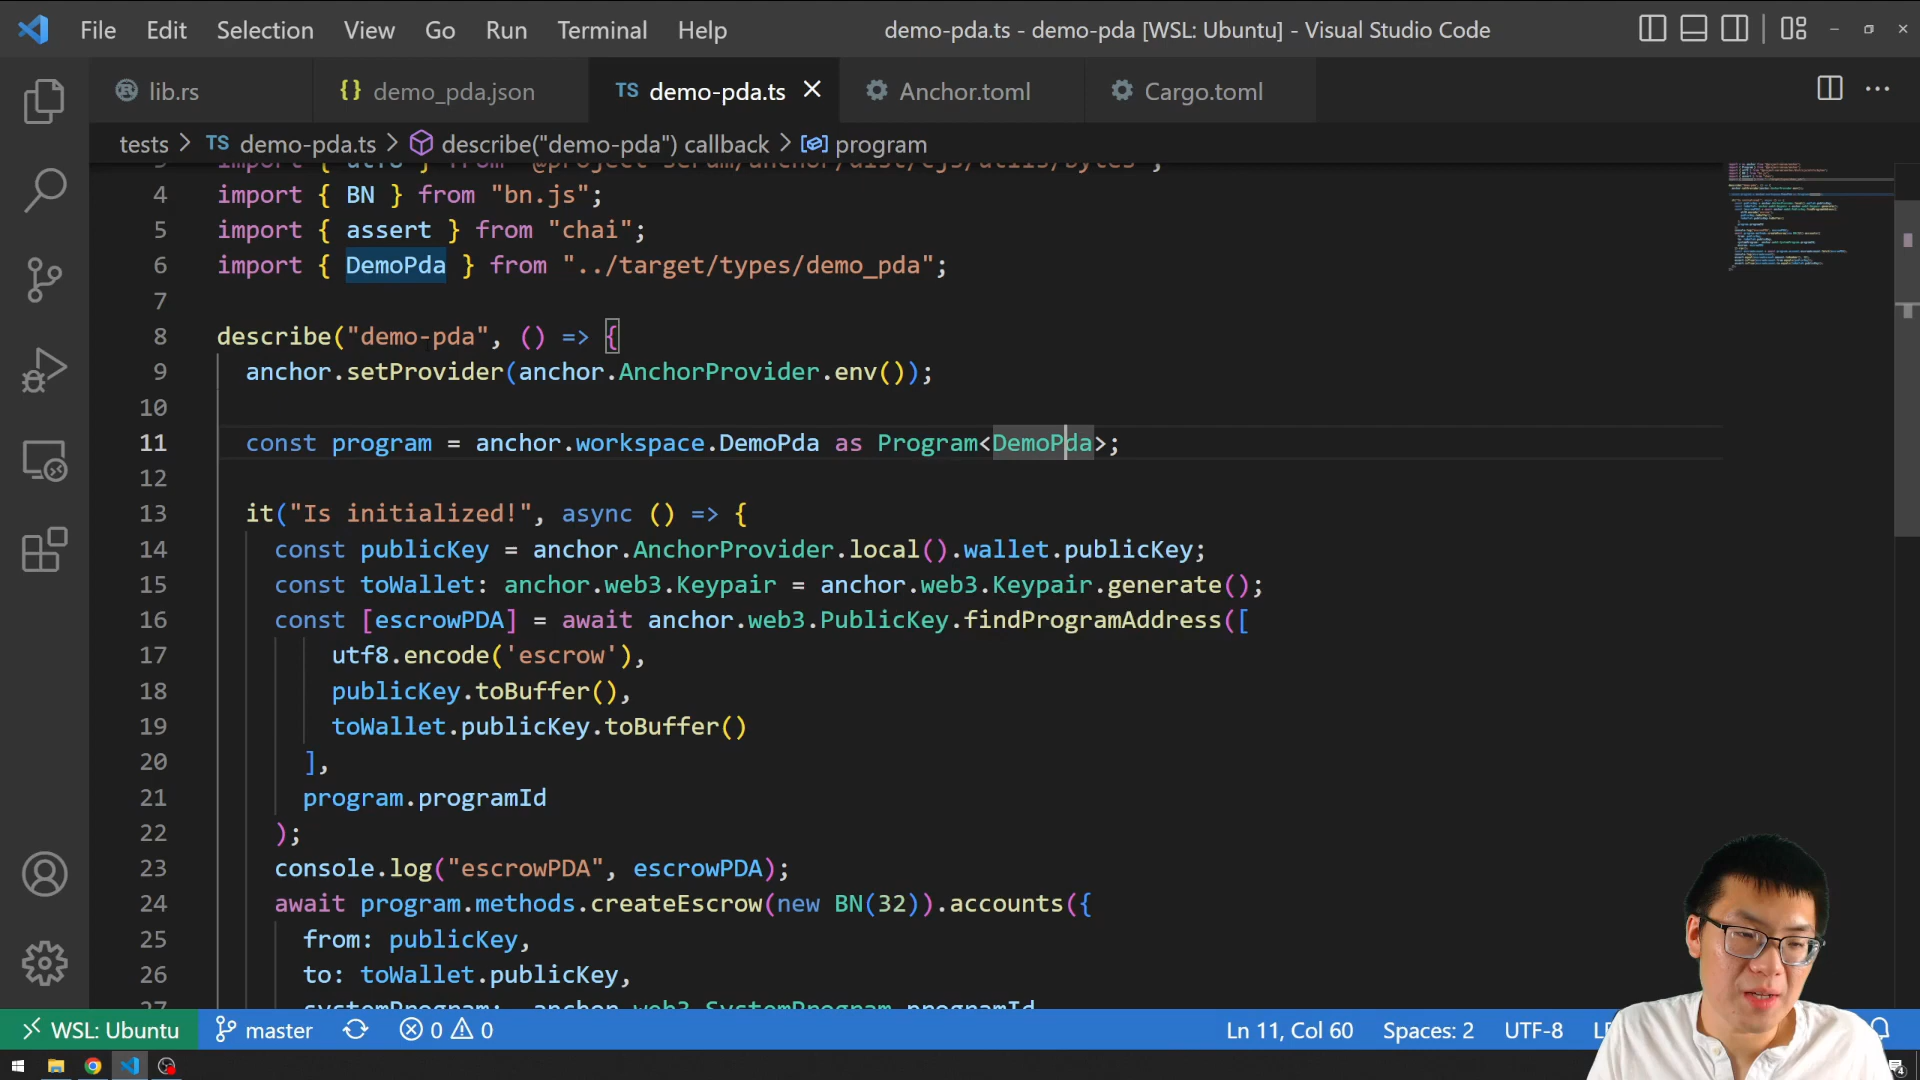 File Edit Selection View Go Run Terminal Help demo-pda.ts - demo-pda [WSL: Ubuntu] - Visual Studio Code
lib.rs {} demo_pda.json TS demo-pda.ts Anchor.toml Cargo.toml
tests > TS demo-pda.ts > describe("demo-pda") callback > program
4 import { BN } from "bn.js";
5 import { assert } from "chai";
6 import { DemoPda } from "../target/types/demo_pda";
7
8 describe("demo-pda", () => {
9 anchor.setProvider(anchor.AnchorProvider.env());
10
11 const program = anchor.workspace.DemoPda as Program<DemoPda>;
12
13 it("Is initialized!", async () => {
14 const publicKey = anchor.AnchorProvider.local().wallet.publicKey;
15 const toWallet: anchor.web3.Keypair = anchor.web3.Keypair.generate();
16 const [escrowPDA] = await anchor.web3.PublicKey.findProgramAddress([
17 utf8.encode('escrow'),
18 publicKey.toBuffer(),
19 toWallet.publicKey.toBuffer()
20 ],
21 program.programId
22 );
23 console.log("escrowPDA", escrowPDA);
24 await program.methods.createEscrow(new BN(32)).accounts({
25 from: publicKey,
26 to: toWallet.publicKey,
WSL: Ubuntu master 0 0 Ln 11, Col 60 Spaces: 2 UTF-8